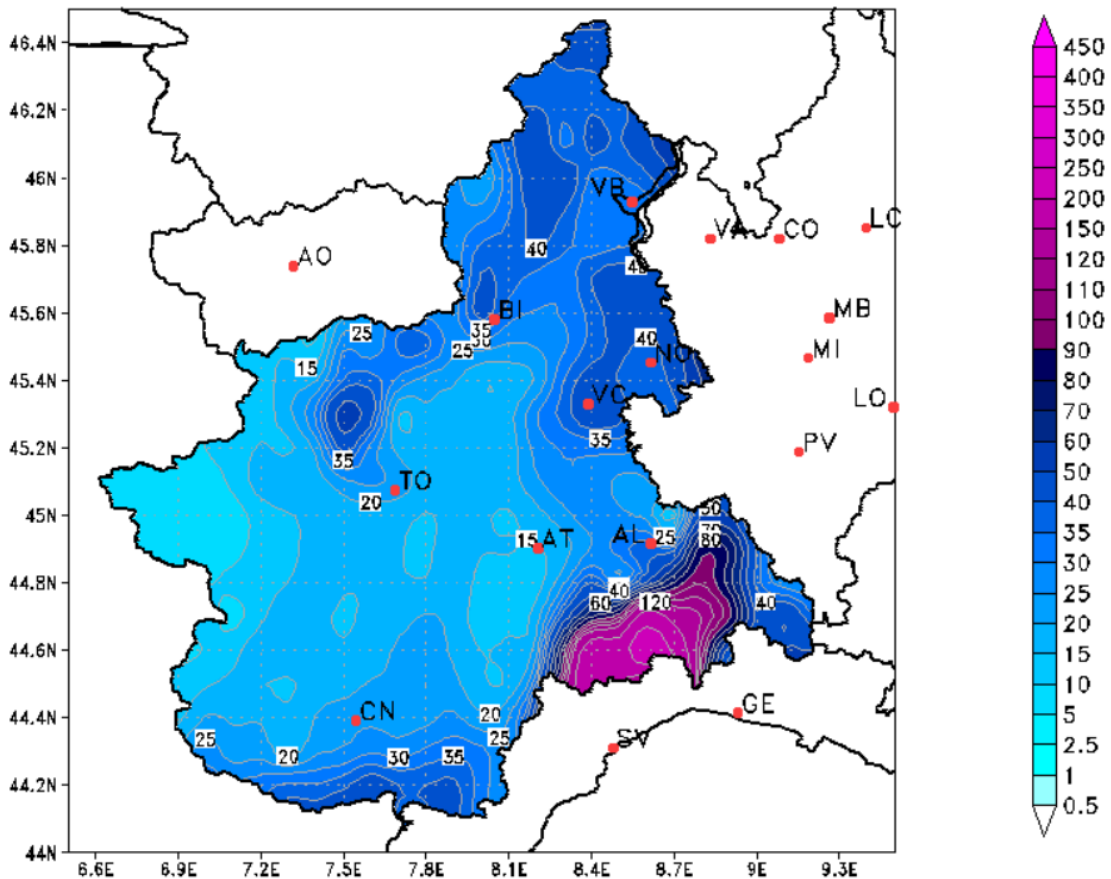 46.4N
450
400
46.2N
350
300
46N
VB
250
VA
CO
LC
200
45.8N
40
AO
40
150
120
45.6N
BI
MB
110
25
35
30
40
NO
MI
100
15
25
45.4N
90
VC
LO
80
35
PV
70
45.2N
35
60
TO
50
20
50
45N
70
40
15
AT
AL
25
80
35
44.8N
40
30
60
120
40
25
20
44.6N
15
10
44.4N
CN
20
GE
5
25
20
30
35
25
SV
2.5
44.2N
1
0.5
44N
6.6E
6.9E
7.2E
7.5E
7.8E
8.1E
8.4E
8.7E
9E
9.3E